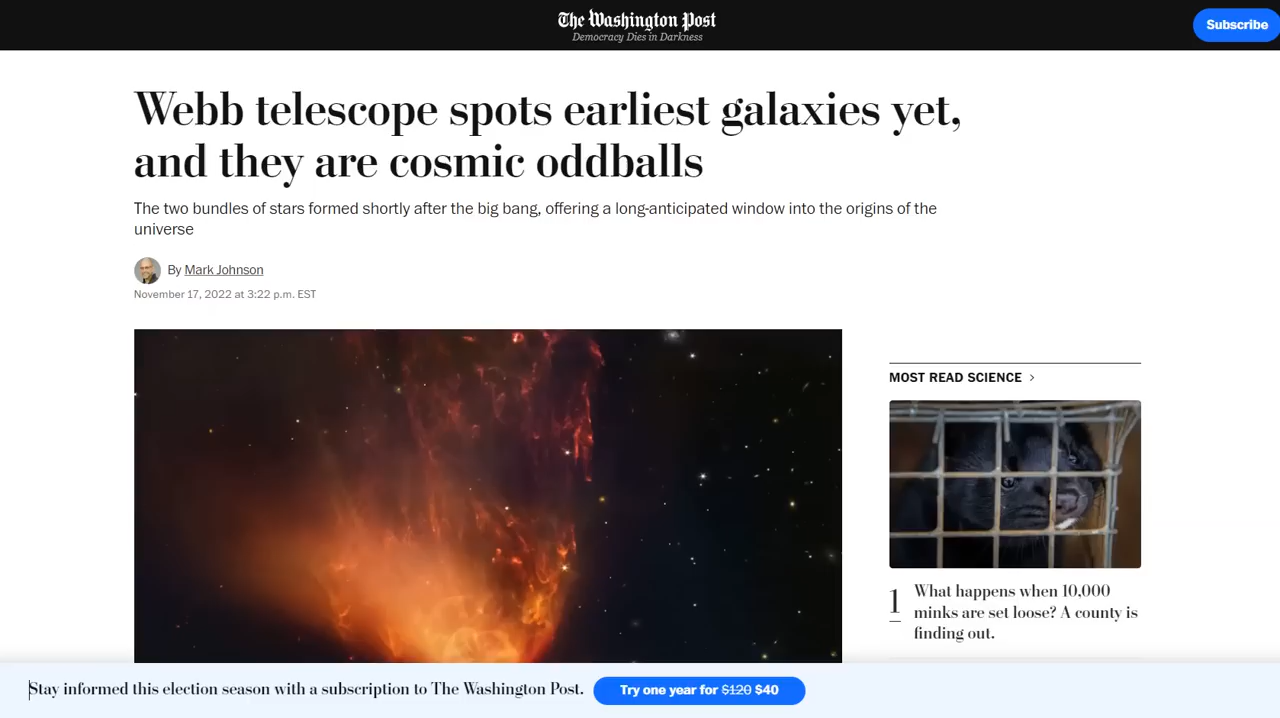 The Washington Post
Democracy Dies in Darkness
Subscribe
Webb telescope spots earliest galaxies yet,
and they are cosmic oddballs
The two bundles of stars formed shortly after the big bang, offering a long-anticipated window into the origins of the
universe
By Mark Johnson
November 17, 2022 at 3:22 p.m. EST
MOST READ SCIENCE >
1
What happens when 10,000
minks are set loose? A county is
finding out.
Stay informed this election season with a subscription to The Washington Post.
Try one year for $120 $40